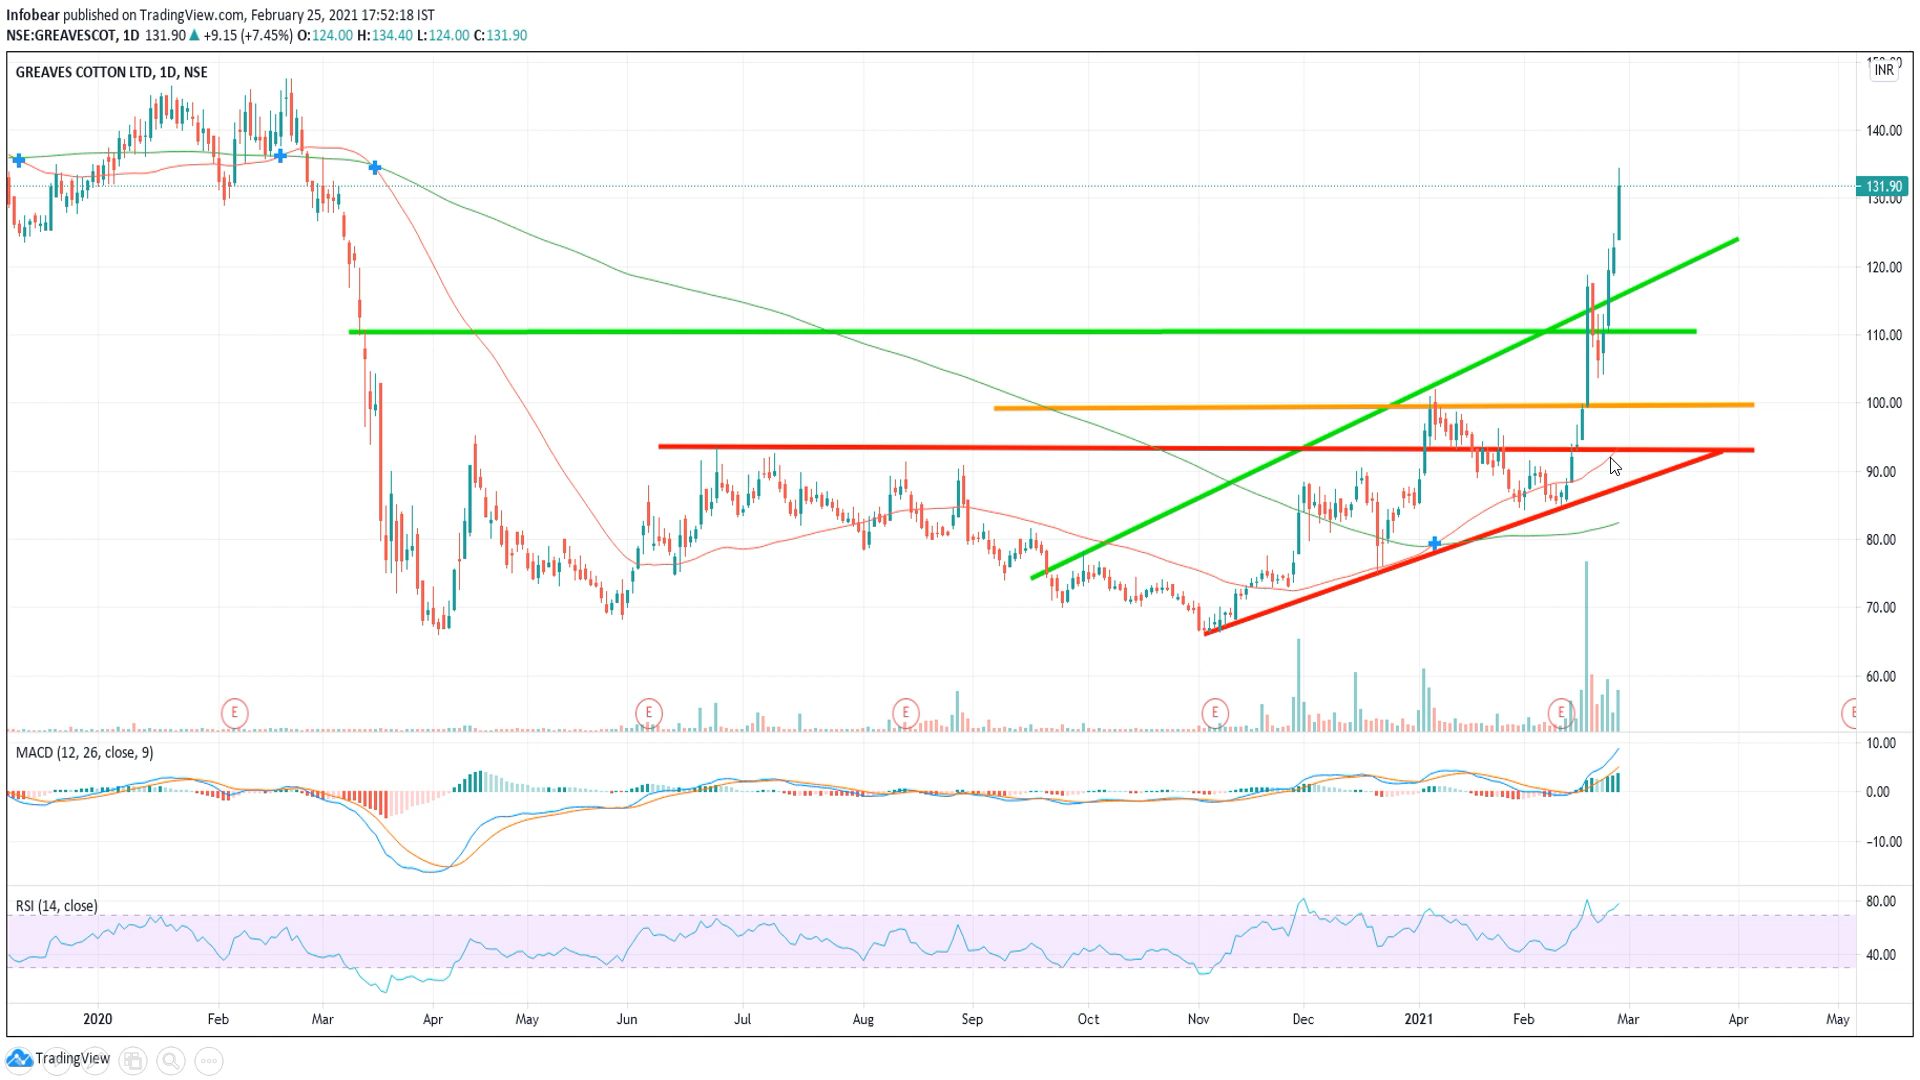 Infobear published on TradingView.com, February 25, 2021 17:52:18 IST
NSE:GREAVESCOT, 1D 131.90 ▲ +9.15 (+7.45%) O:124.00 H:134.40 L:124.00 C:131.90
GREAVES COTTON LTD, 1D, NSE
INR
140.00
131.90
130.00
120.00
110.00
100.00
90.00
80.00
70.00
60.00
E E E E E E
MACD (12, 26, close, 9)
10.00
0.00
−10.00
RSI (14, close)
80.00
40.00
2020 Feb Mar Apr May Jun Jul Aug Sep Oct Nov Dec 2021 Feb Mar Apr May
TradingView